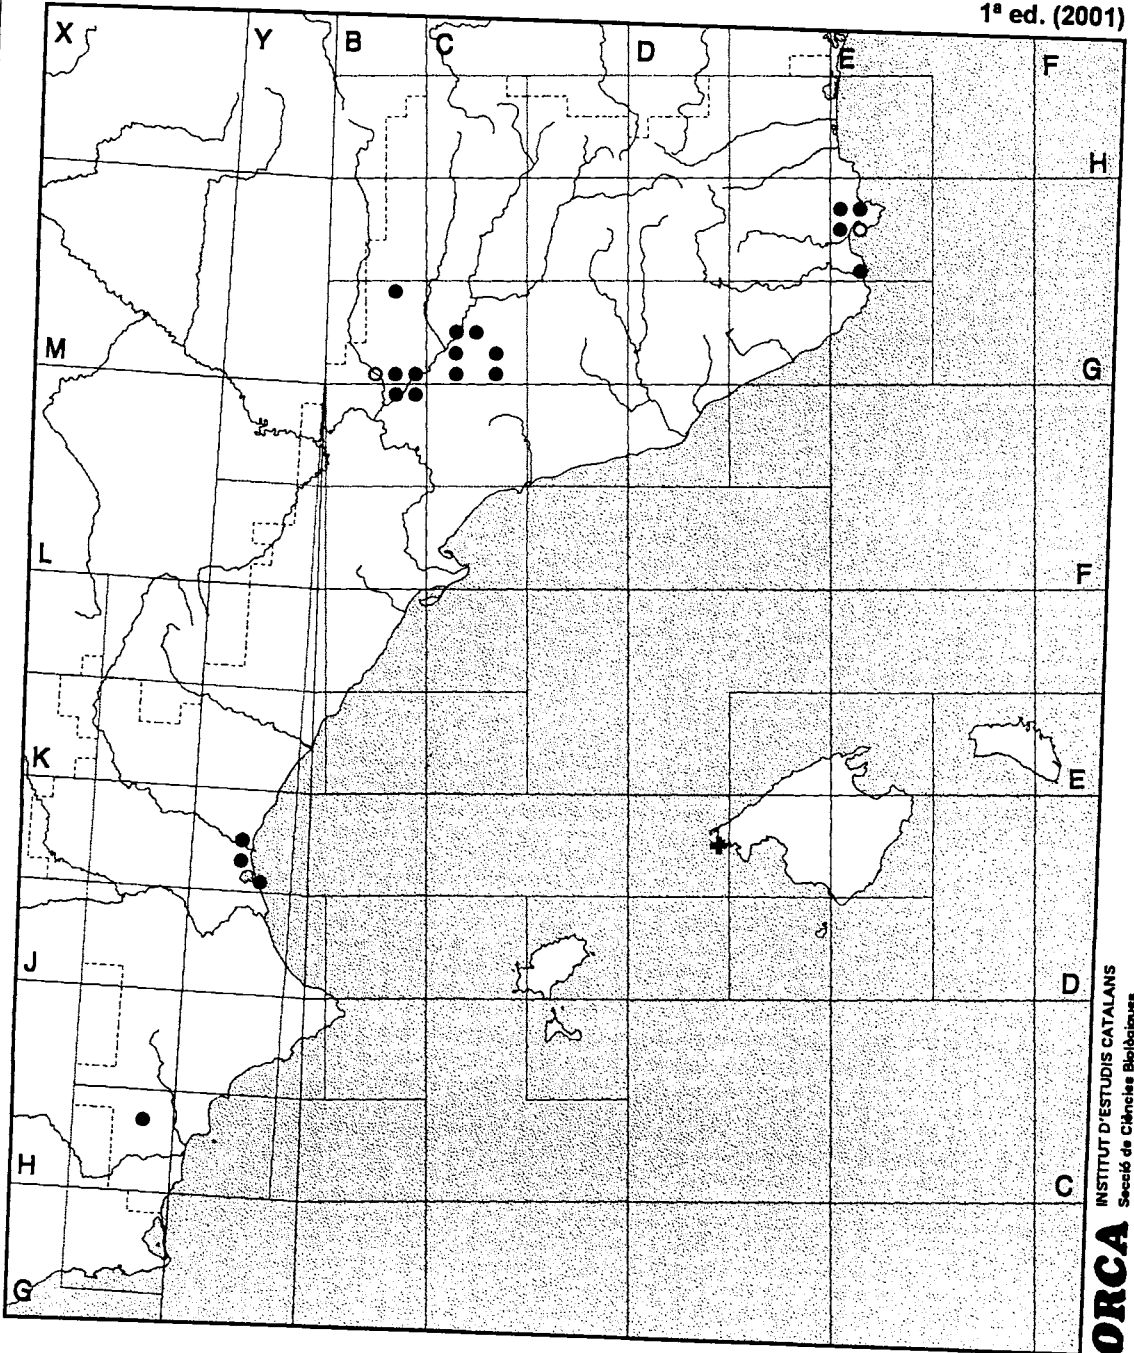 1ª ed. (2001)
X
Y
B
C
D
E
F
H
M
G
L
F
K
E
J
D
H
C
G
ORCA
INSTITUT D'ESTUDIS CATALANS
Secció de Ciències Biològiques